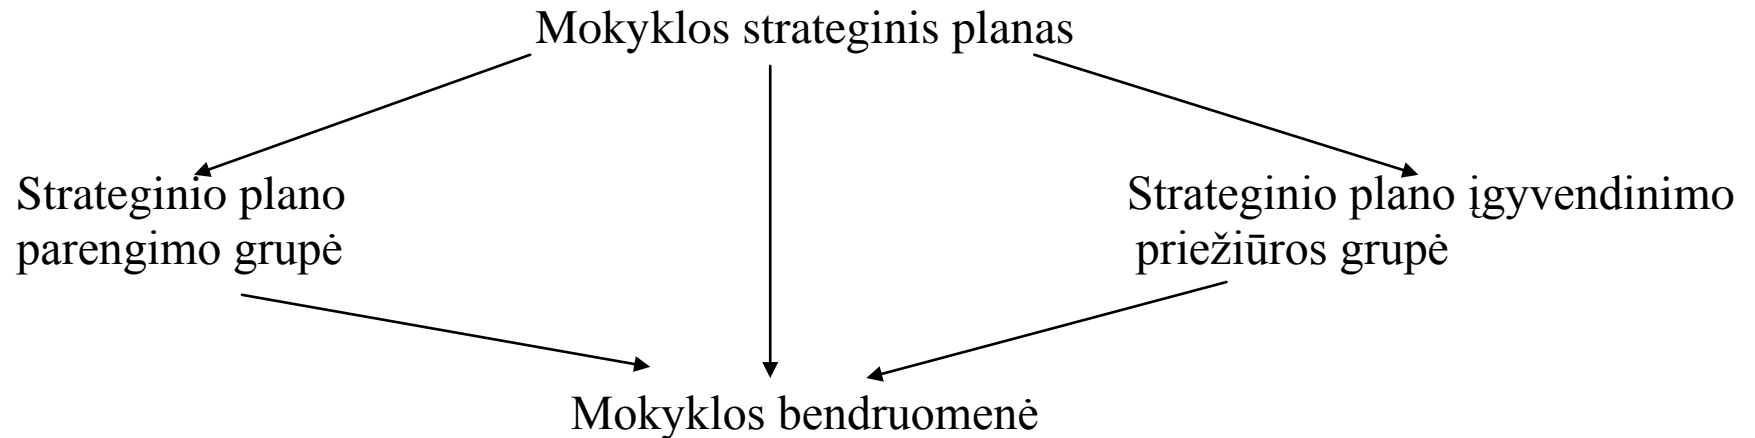 Mokyklos strateginis planas
Strateginio plano
parengimo grupė
Strateginio plano įgyvendinimo
priežiūros grupė
Mokyklos bendruomenė